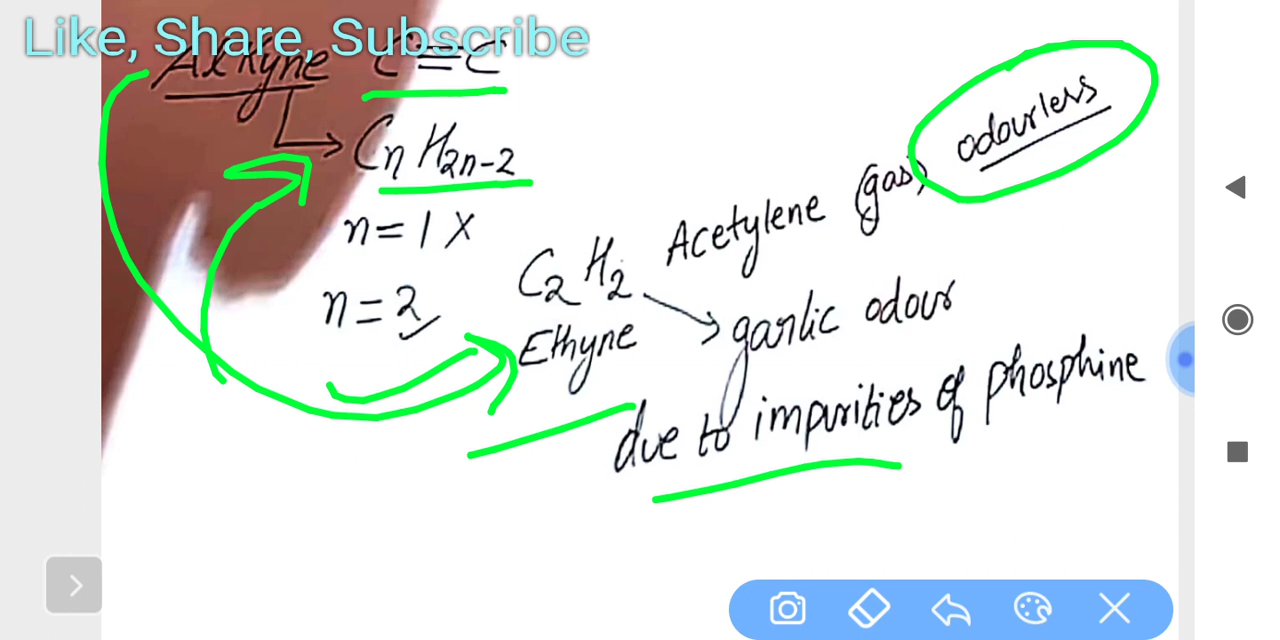 Like, Share, Subscribe
Alkyne C≡C
CnH2n-2
n=1 X
n=2
C2H2 Acetylene (gas) odourless
Ethyne
garlic odour
due to impurities of phosphine